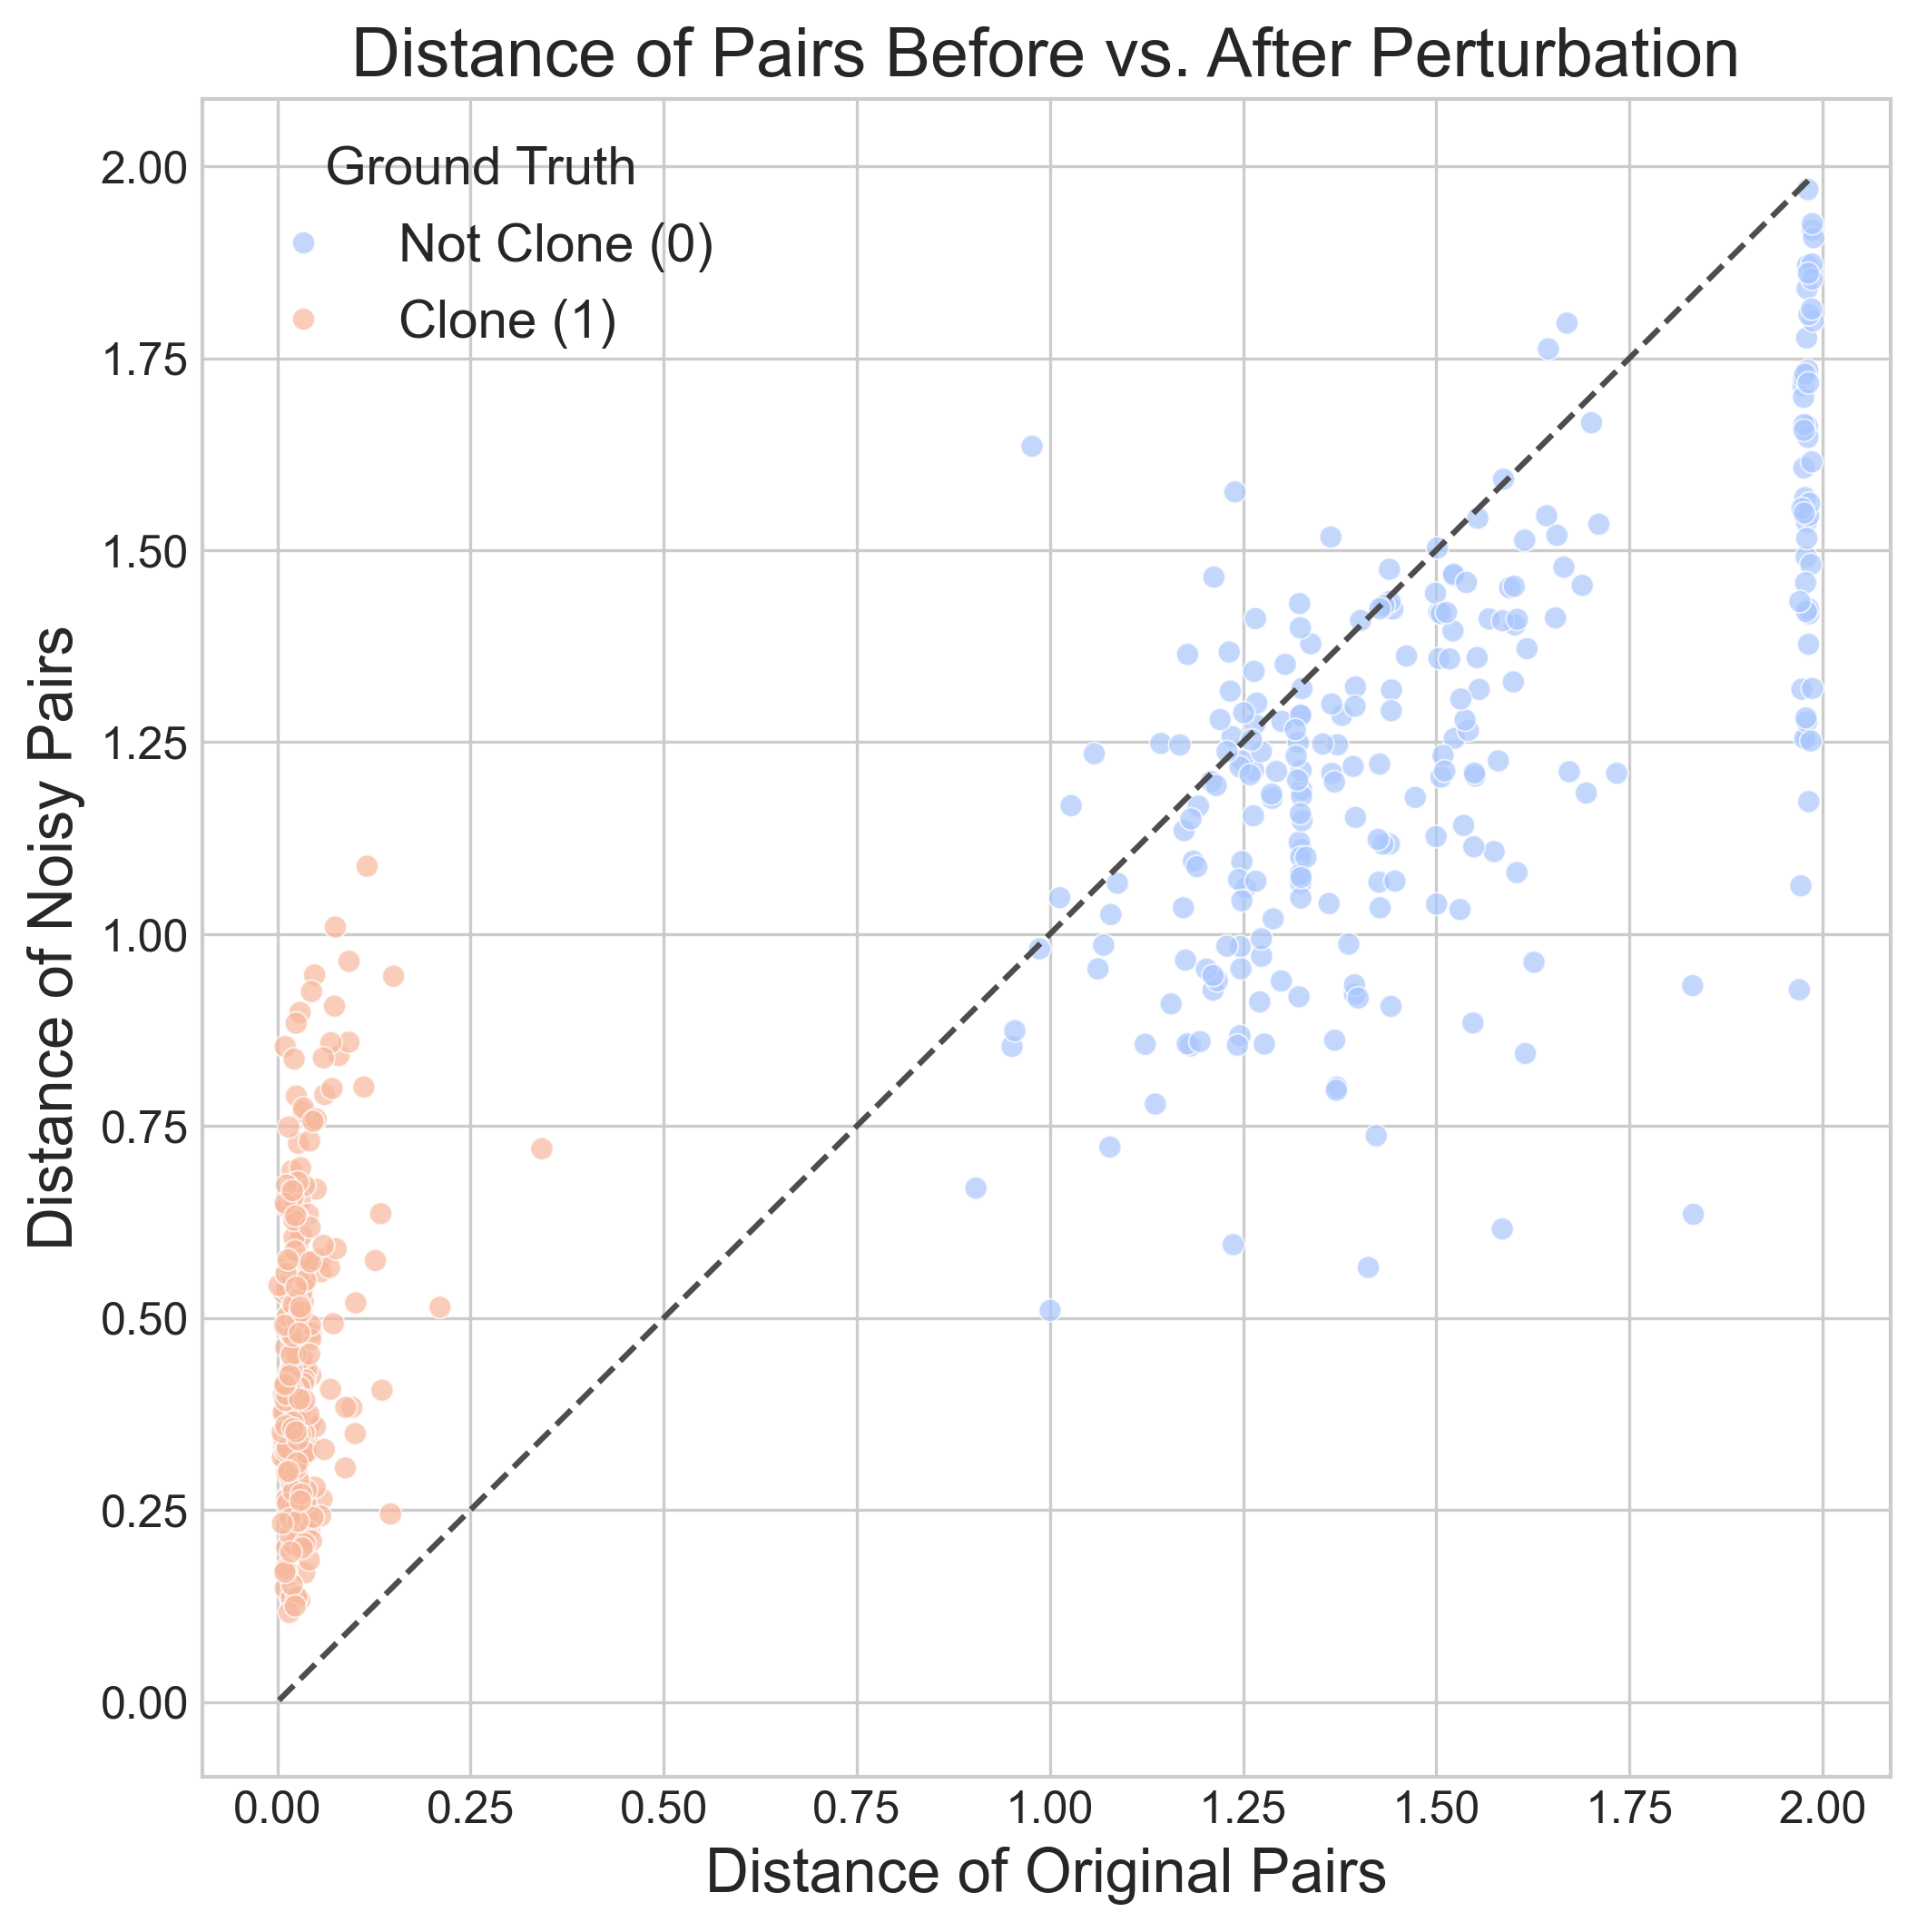 Distance of Pairs Before vs. After Perturbation
Ground Truth
Not Clone (0)
Clone (1)
Distance of Noisy Pairs
2.00
1.75
1.50
1.25
1.00
0.75
0.50
0.25
0.00
0.00 0.25 0.50 0.75 1.00 1.25 1.50 1.75 2.00
Distance of Original Pairs